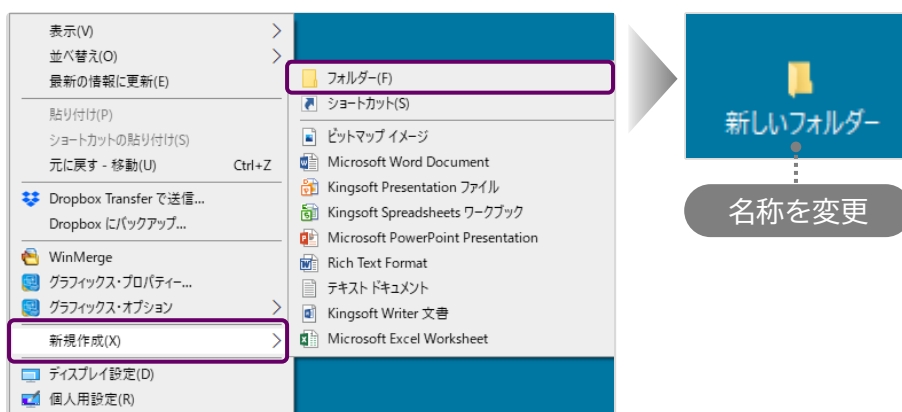 表示(V)
並べ替え(O)
最新の情報に更新(E)
貼り付け(P)
ショートカットの貼り付け(S)
元に戻す - 移動(U) Ctrl+Z
Dropbox Transfer で送信...
Dropbox にバックアップ...
WinMerge
グラフィックス・プロパティー...
グラフィックス・オプション
新規作成(X)
ディスプレイ設定(D)
個人用設定(R)
フォルダー(F)
ショートカット(S)
ビットマップ イメージ
Microsoft Word Document
Kingsoft Presentation ファイル
Kingsoft Spreadsheets ワークブック
Microsoft PowerPoint Presentation
Rich Text Format
テキスト ドキュメント
Kingsoft Writer 文書
Microsoft Excel Worksheet
新しいフォルダー
名称を変更